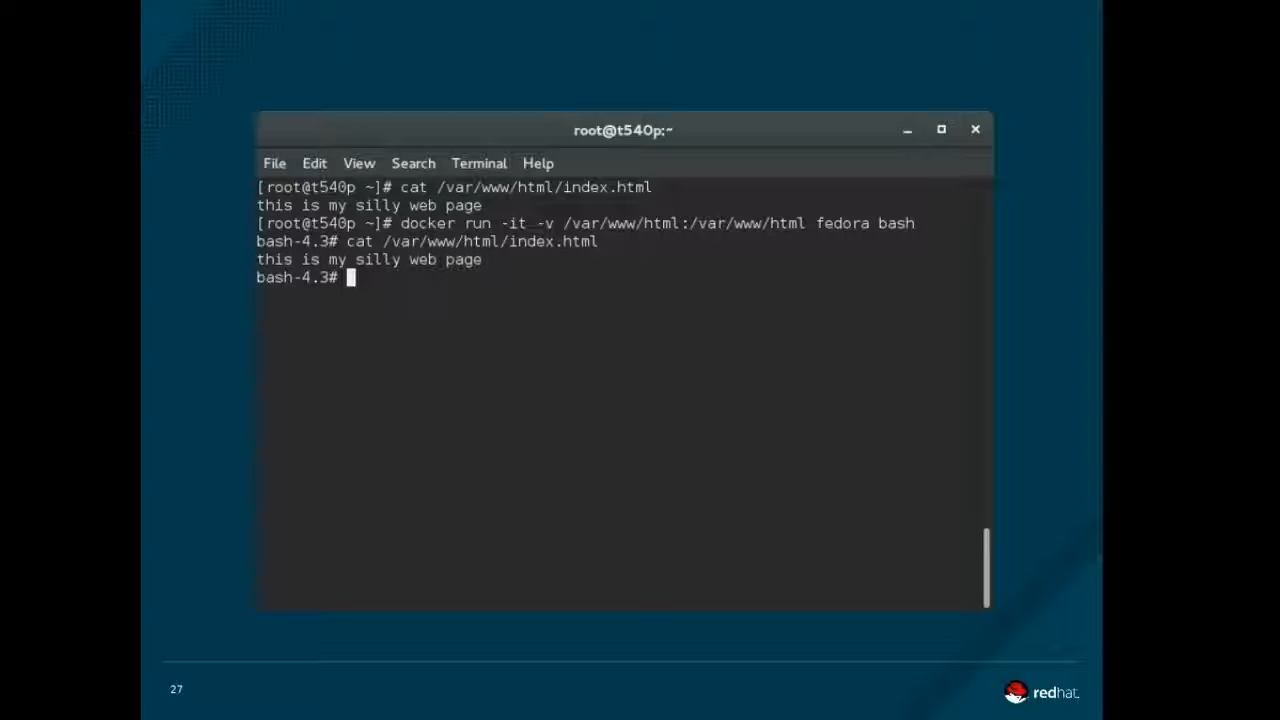 root@t540p:~
File Edit View Search Terminal Help
[root@t540p ~]# cat /var/www/html/index.html
this is my silly web page
[root@t540p ~]# docker run -it -v /var/www/html:/var/www/html fedora bash
bash-4.3# cat /var/www/html/index.html
this is my silly web page
bash-4.3#
27
redhat.